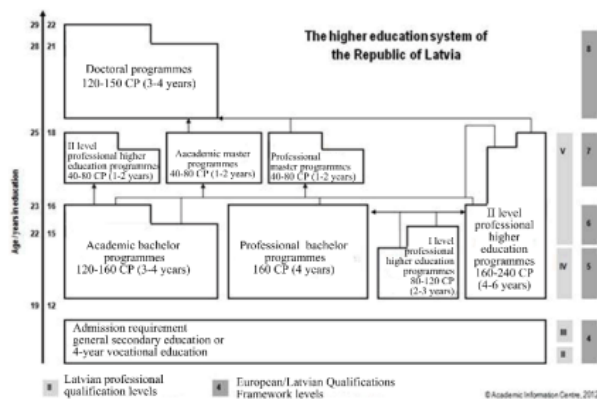 The higher education system of
the Republic of Latvia
Age/years in education
29 22
28 21
25 18
23 16
22 15
19 12
Doctoral programmes
120-150 CP (3-4 years)
II level
professional higher
education programmes
40-80 CP (1-2 years)
Aacademic master
programmes
40-80 CP (1-2 years)
Professional
master programmes
40-80 CP (1-2 years)
Academic bachelor
programmes
120-160 CP (3-4 years)
Professional bachelor
programmes
160 CP (4 years)
I level
professional
higher education
programmes
80-120 CP
(2-3 years)
II level
professional
higher
education
programmes
160-240 CP
(4-6 years)
Admission requirement
general secondary education or
4-year vocational education
V
IV
III
II
8
7
6
5
4
II Latvian professional
qualification levels
4 European/Latvian Qualifications
Framework levels
© Academic Information Centre, 2012